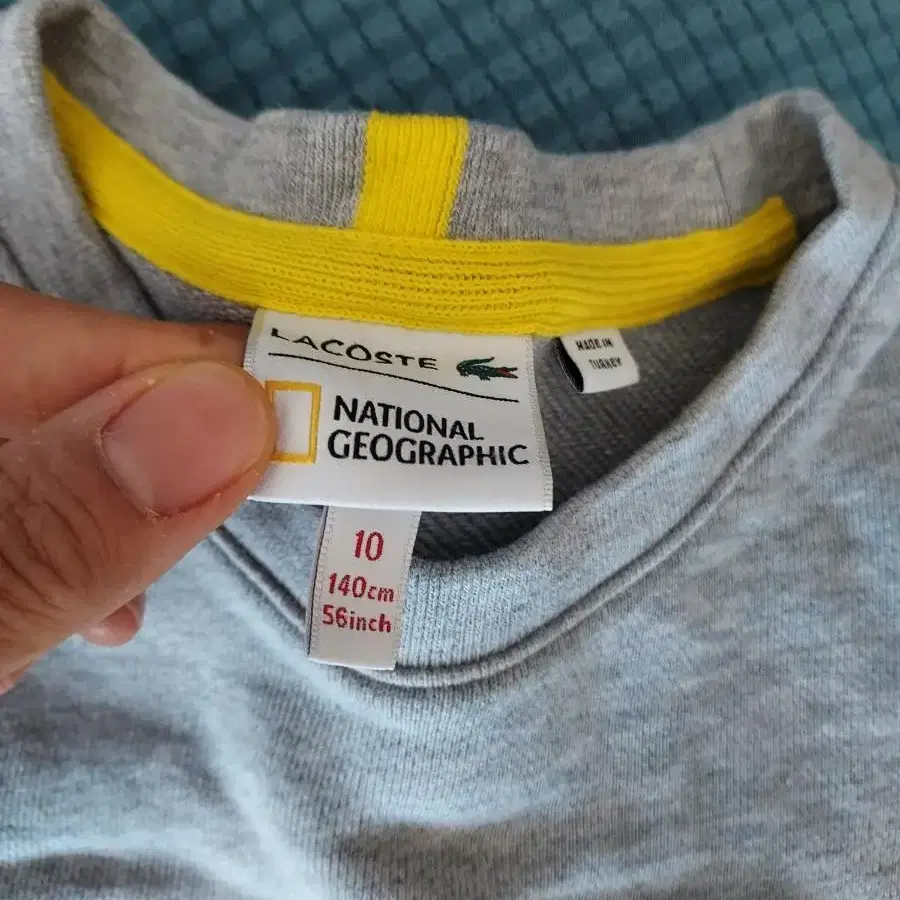 LACOSTE
NATIONAL
GEOGRAPHIC
MADE IN
TURKEY
10
140cm
56inch